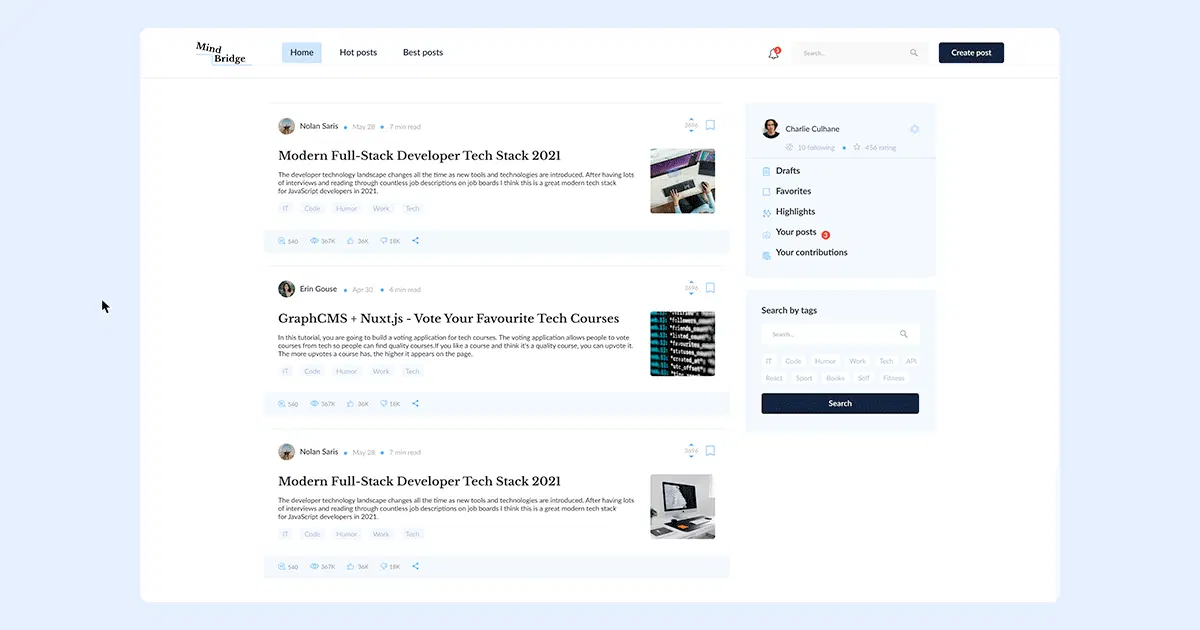 Mind
Bridge
Home
Hot posts
Best posts
3
Search...
Create post
Nolan Saris
May 28
7 min read
3696
Modern Full-Stack Developer Tech Stack 2021
The developer technology landscape changes all the time as new tools and technologies are introduced. After having lots
of interviews and reading through countless job descriptions on job boards I think this is a great modern tech stack
for JavaScript developers in 2021.
IT Code Humor Work Tech
540 367K 36K 18K
Erin Gouse
Apr 30
4 min read
3696
GraphCMS + Nuxt.js - Vote Your Favourite Tech Courses
In this tutorial, you are going to build a voting application for tech courses. The voting application allows people to vote
courses from tech so people can find quality courses.If you like a course and think it's a quality course, you can upvote it.
The more upvotes a course has, the higher it appears on the page.
IT Code Humor Work Tech
540 367K 36K 18K
Nolan Saris
May 28
7 min read
3696
Modern Full-Stack Developer Tech Stack 2021
The developer technology landscape changes all the time as new tools and technologies are introduced. After having lots
of interviews and reading through countless job descriptions on job boards I think this is a great modern tech stack
for JavaScript developers in 2021.
IT Code Humor Work Tech
540 367K 36K 18K
Charlie Culhane
10 following
456 rating
Drafts
Favorites
Highlights
Your posts 3
Your contributions
Search by tags
Search...
IT Code Humor Work Tech API
React Sport Books Self Fitness
Search